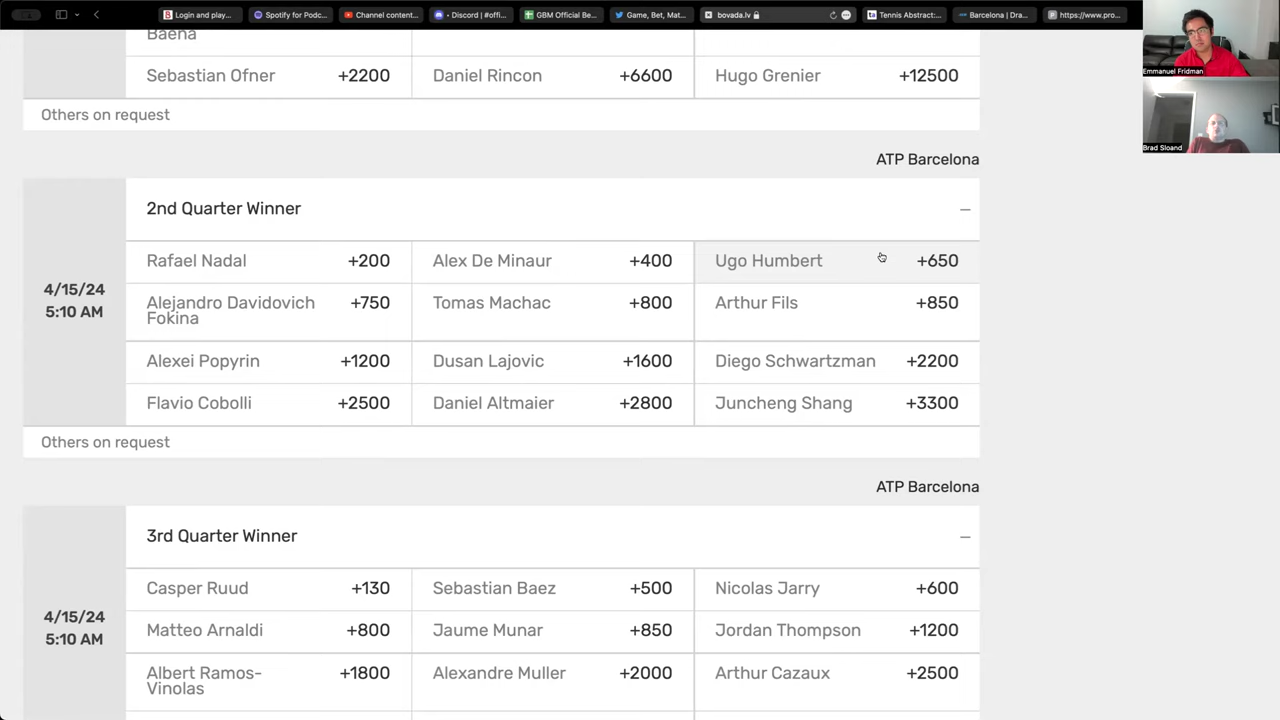 Login and play...
Spotify for Podc...
Channel content...
• Discord | #offi...
GBM Official Be...
Game, Bet, Mat...
bovada.lv
Tennis Abstract:...
Barcelona | Dra...
https://www.pro...
Baena
Sebastian Ofner +2200 Daniel Rincon +6600 Hugo Grenier +12500
Others on request
ATP Barcelona
2nd Quarter Winner
4/15/24
5:10 AM
Rafael Nadal +200 Alex De Minaur +400 Ugo Humbert +650
Alejandro Davidovich Fokina +750 Tomas Machac +800 Arthur Fils +850
Alexei Popyrin +1200 Dusan Lajovic +1600 Diego Schwartzman +2200
Flavio Cobolli +2500 Daniel Altmaier +2800 Juncheng Shang +3300
Others on request
ATP Barcelona
3rd Quarter Winner
4/15/24
5:10 AM
Casper Ruud +130 Sebastian Baez +500 Nicolas Jarry +600
Matteo Arnaldi +800 Jaume Munar +850 Jordan Thompson +1200
Albert Ramos-Vinolas +1800 Alexandre Muller +2000 Arthur Cazaux +2500
Emmanuel Fridman
Brad Sloand